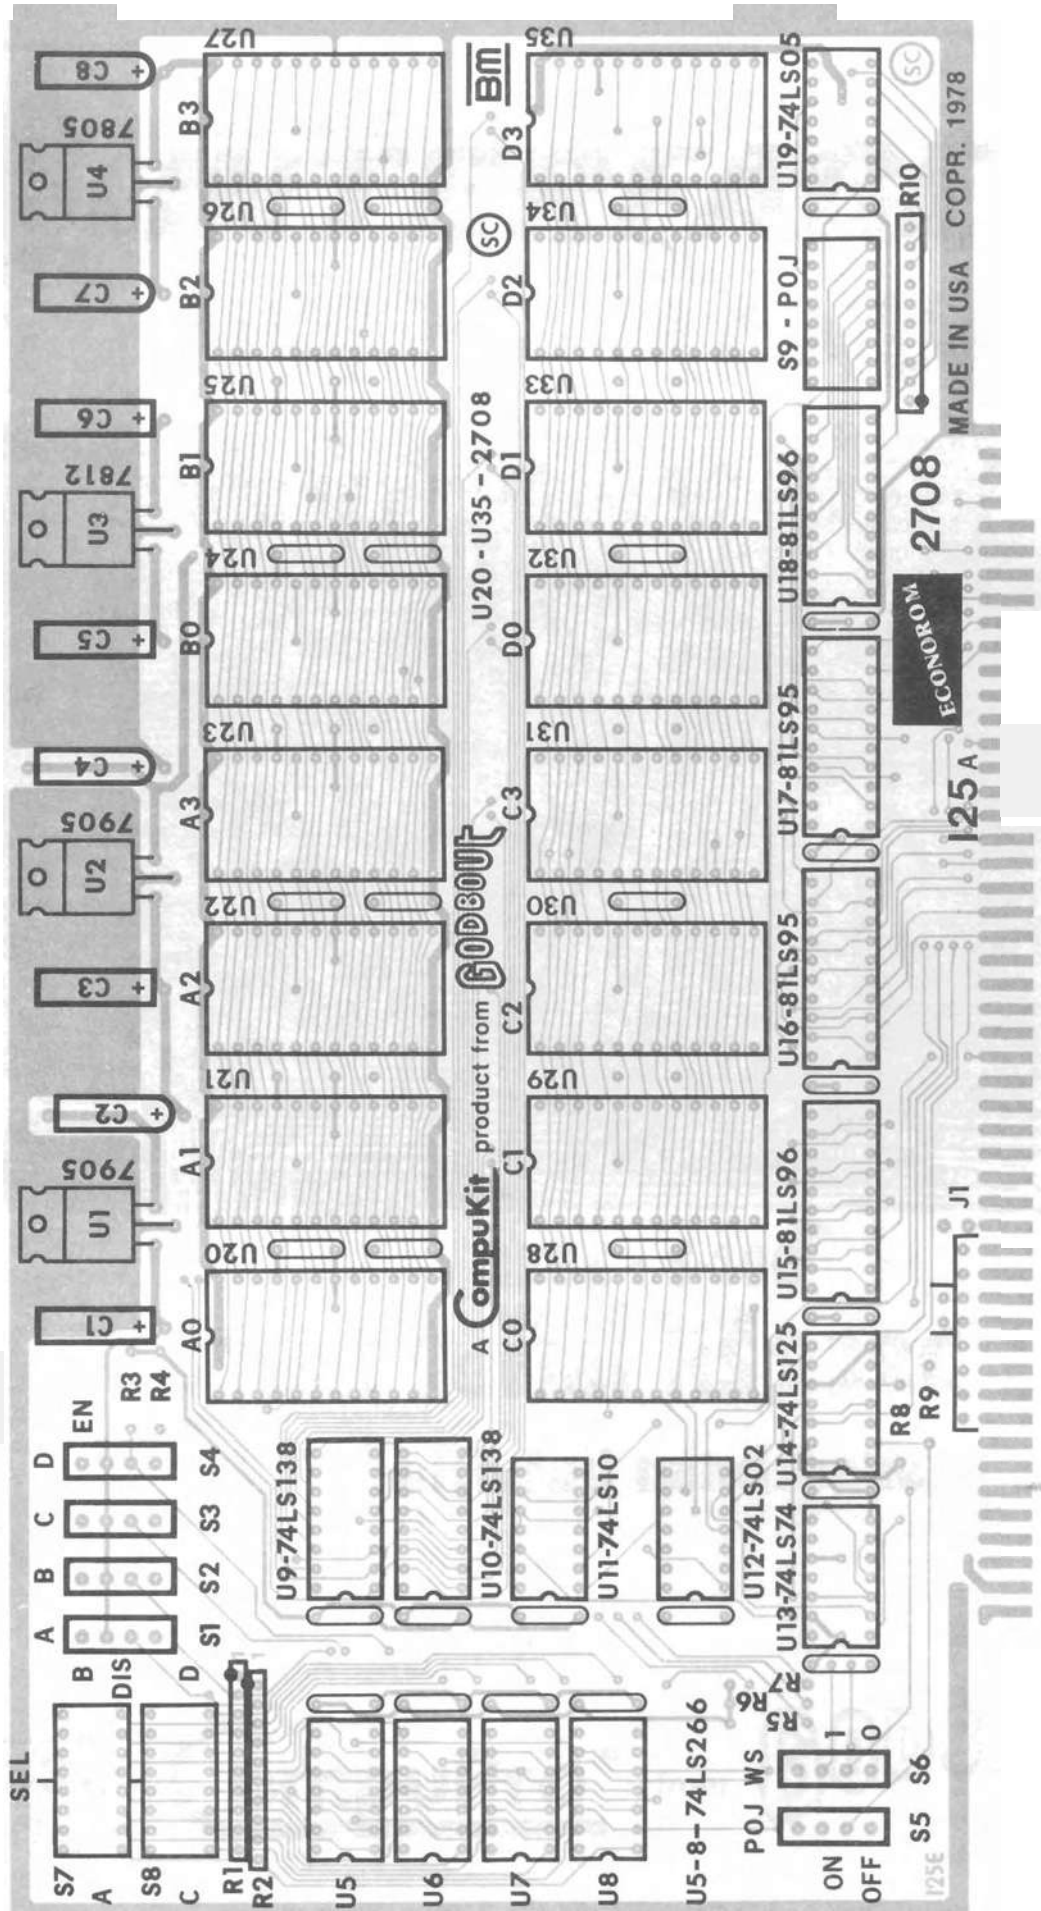 C8
7805
U4
C7
C6
7812
U3
C5
C4
7905
U2
C3
C2
7905
U1
C1
U27
B3
U26
B2
U25
B1
U24
B0
U23
A3
U22
A2
U21
A1
U20
A0
BM
SC
U20 - U35 - 2708
A CompuKit product from GODBOUT
U35
D3
U34
D2
U33
D1
U32
D0
U31
C3
U30
C2
U29
C1
U28
C0
SC
U19-74LS05
R10
S9 - POJ
MADE IN USA COPR. 1978
U18-81LS96
2708
ECONOROM
U17-81LS95
125 A
U16-81LS95
U15-81LS96
J1
U14-74LS125
R8
R9
U13-74LS74
EN
R3
R4
D
S4
C
S3
B
S2
A
S1
U9-74LS138
U10-74LS138
U11-74LS10
U12-74LS02
B
DIS
D
SEL
S7
A
S8
C
R1
R2
1
1
U5
U6
U7
U8
U5-8-74LS266
R5
R6
R7
POJ
WS
1
0
S5
S6
ON
OFF
125E